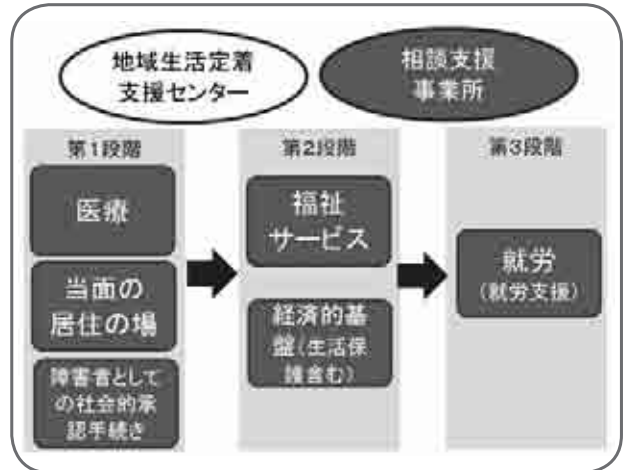 地域生活定着
支援センター
相談支援
事業所
第1段階
医療
当面の
居住の場
障害者として
の社会的承
認手続き
第2段階
福祉
サービス
経済的基
盤(生活保
護含む)
第3段階
就労
(就労支援)